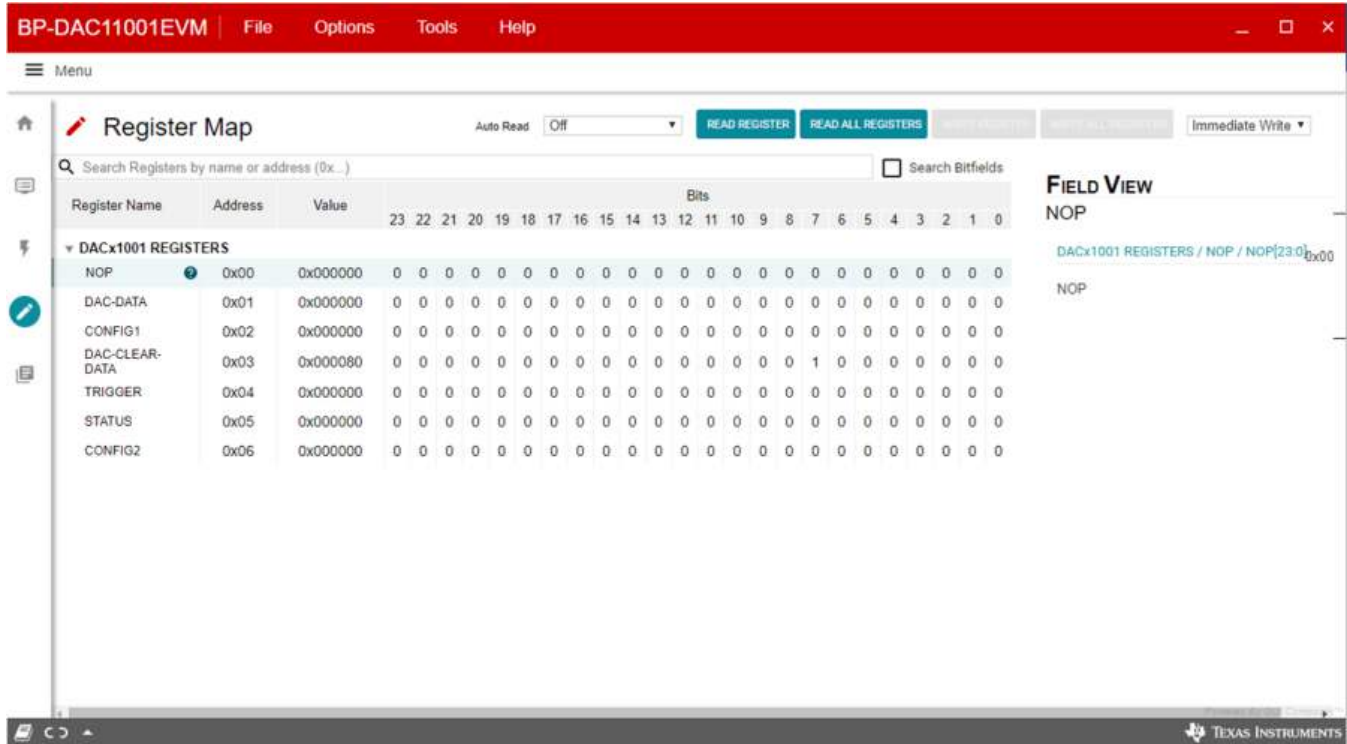 BP-DAC11001EVM File Options Tools Help
Menu
Register Map Auto Read Off READ REGISTER READ ALL REGISTERS WRITE REGISTER WRITE ALL REGISTERS Immediate Write
Search Registers by name or address (0x...) Search Bitfields
FIELD VIEW
Register Name Address Value Bits
23 22 21 20 19 18 17 16 15 14 13 12 11 10 9 8 7 6 5 4 3 2 1 0
NOP
DACx1001 REGISTERS
DACx1001 REGISTERS / NOP / NOP[23:0] 0x00
NOP 0x00 0x000000 0 0 0 0 0 0 0 0 0 0 0 0 0 0 0 0 0 0 0 0 0 0 0 0
NOP
DAC-DATA 0x01 0x000000 0 0 0 0 0 0 0 0 0 0 0 0 0 0 0 0 0 0 0 0 0 0 0 0
CONFIG1 0x02 0x000000 0 0 0 0 0 0 0 0 0 0 0 0 0 0 0 0 0 0 0 0 0 0 0 0
DAC-CLEAR-
DATA 0x03 0x000080 0 0 0 0 0 0 0 0 0 0 0 0 0 0 0 0 1 0 0 0 0 0 0 0
TRIGGER 0x04 0x000000 0 0 0 0 0 0 0 0 0 0 0 0 0 0 0 0 0 0 0 0 0 0 0 0
STATUS 0x05 0x000000 0 0 0 0 0 0 0 0 0 0 0 0 0 0 0 0 0 0 0 0 0 0 0 0
CONFIG2 0x06 0x000000 0 0 0 0 0 0 0 0 0 0 0 0 0 0 0 0 0 0 0 0 0 0 0 0
TEXAS INSTRUMENTS